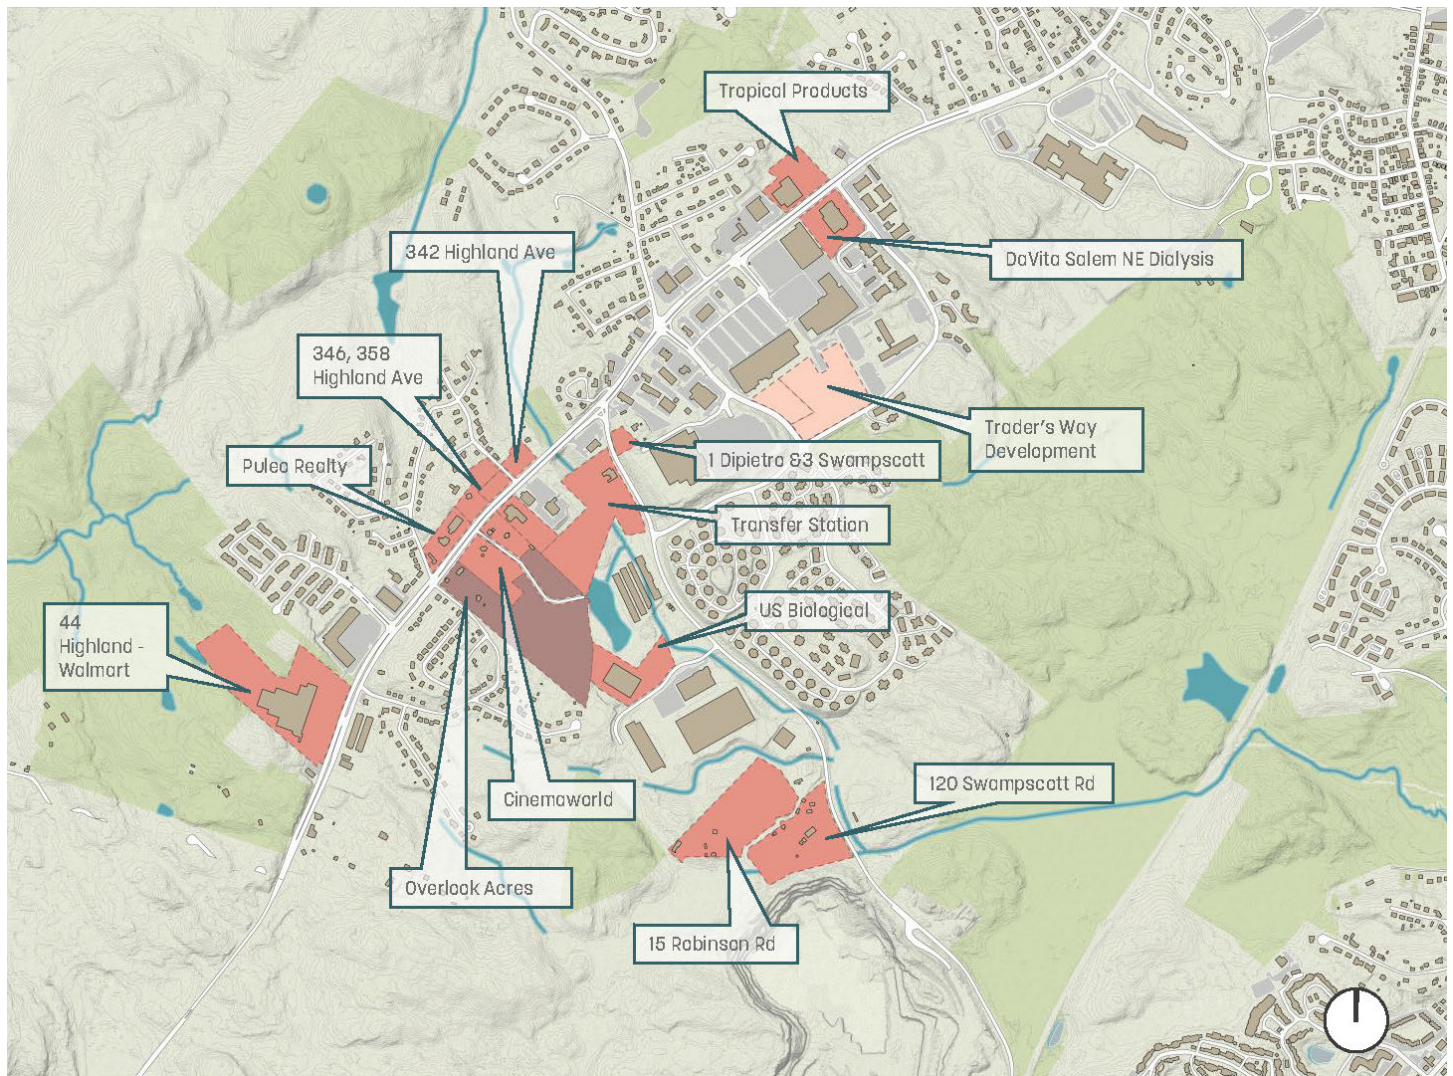 Tropical Products
342 Highland Ave
DaVita Salem NE Dialysis
346, 358
Highland Ave
Trader's Way
Development
Puleo Realty
1 Dipietro &3 Swampscott
Transfer Station
US Biological
44
Highland -
Walmart
120 Swampscott Rd
Cinemaworld
Overlook Acres
15 Robinson Rd